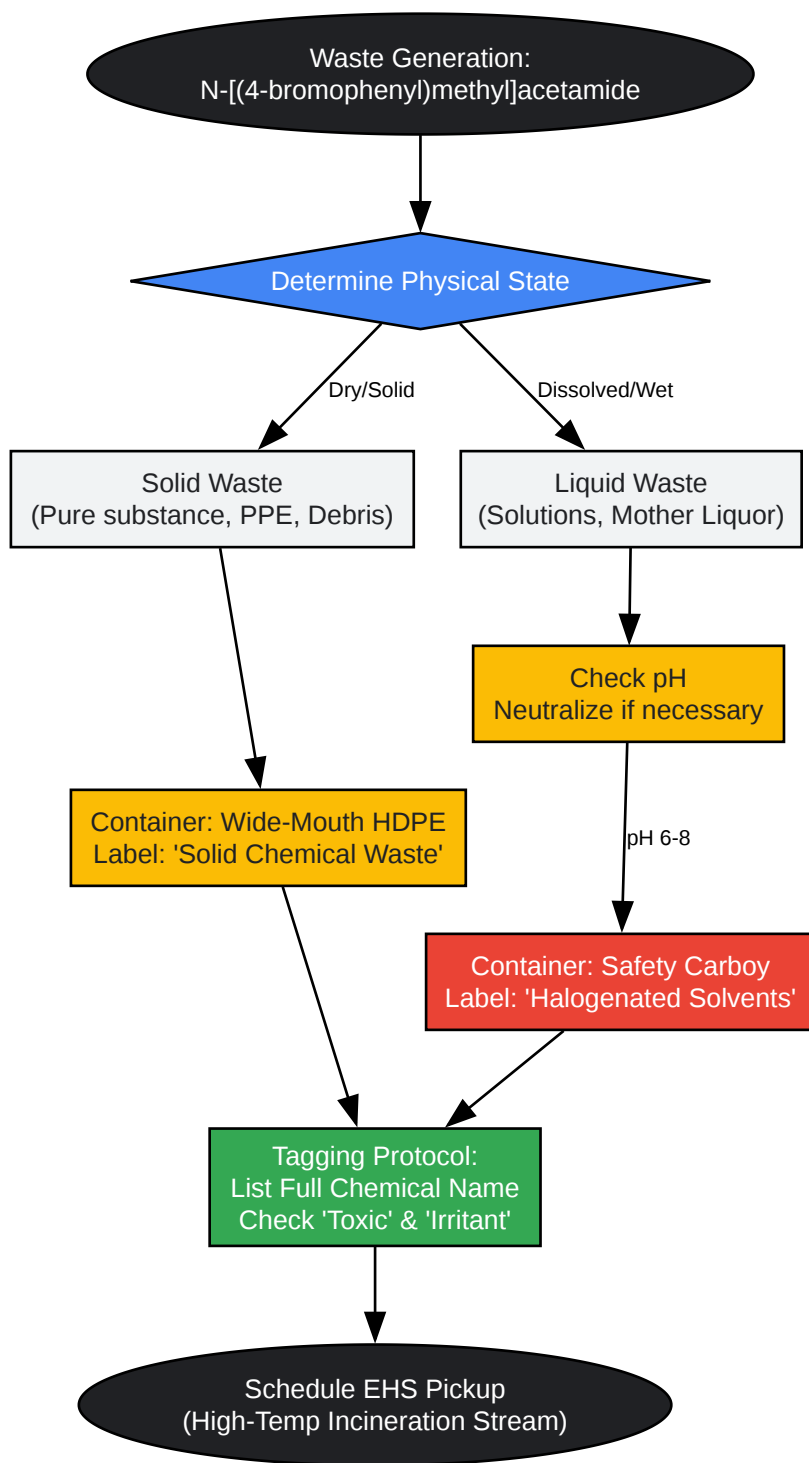 Waste Generation:
N-[(4-bromophenyl)methyl]acetamide
Determine Physical State
Dry/Solid
Dissolved/Wet
Solid Waste
(Pure substance, PPE, Debris)
Liquid Waste
(Solutions, Mother Liquor)
Check pH
Neutralize if necessary
Container: Wide-Mouth HDPE
Label: 'Solid Chemical Waste'
pH 6-8
Container: Safety Carboy
Label: 'Halogenated Solvents'
Tagging Protocol:
List Full Chemical Name
Check 'Toxic' & 'Irritant'
Schedule EHS Pickup
(High-Temp Incineration Stream)